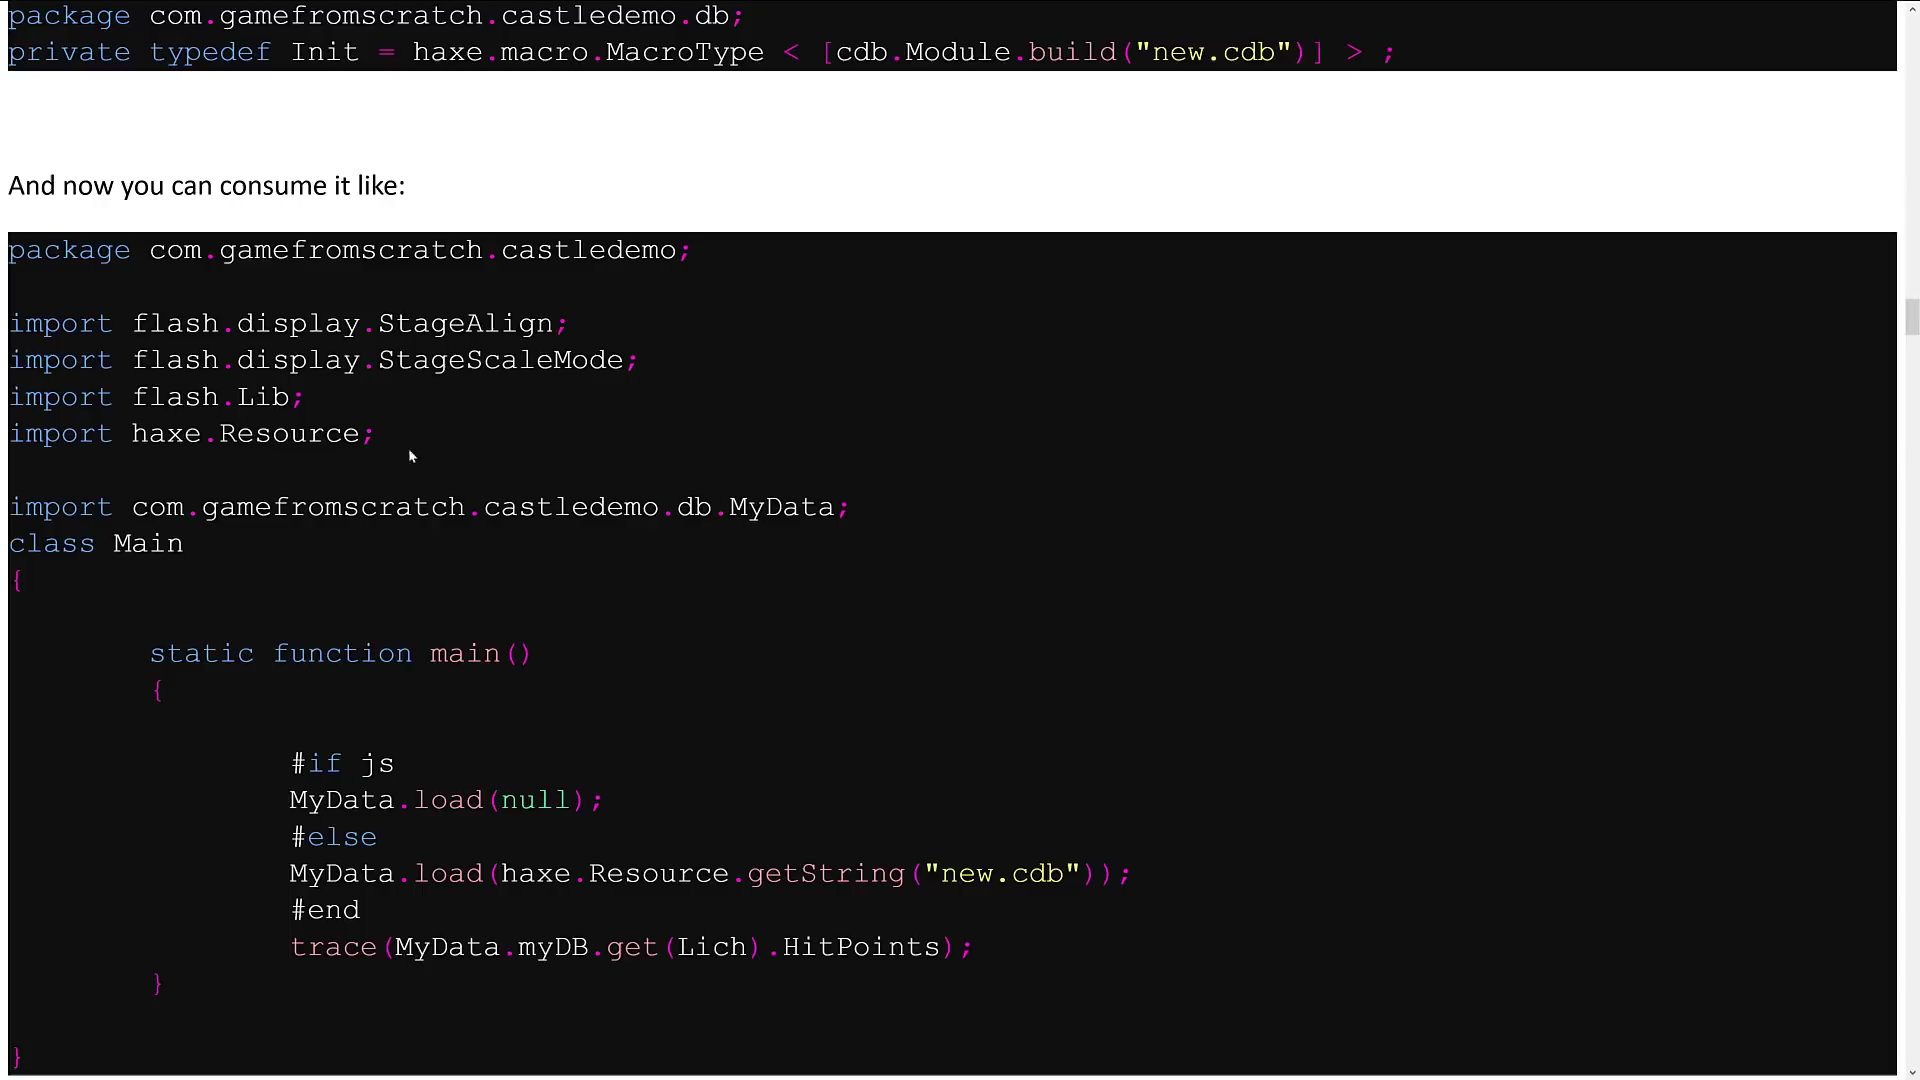 package com.gamefromscratch.castledemo.db;
private typedef Init = haxe.macro.MacroType < [cdb.Module.build("new.cdb")] > ;
And now you can consume it like:
package com.gamefromscratch.castledemo;
import flash.display.StageAlign;
import flash.display.StageScaleMode;
import flash.Lib;
import haxe.Resource;
import com.gamefromscratch.castledemo.db.MyData;
class Main
{
static function main()
{
#if js
MyData.load(null);
#else
MyData.load(haxe.Resource.getString("new.cdb"));
#end
trace(MyData.myDB.get(Lich).HitPoints);
}
}